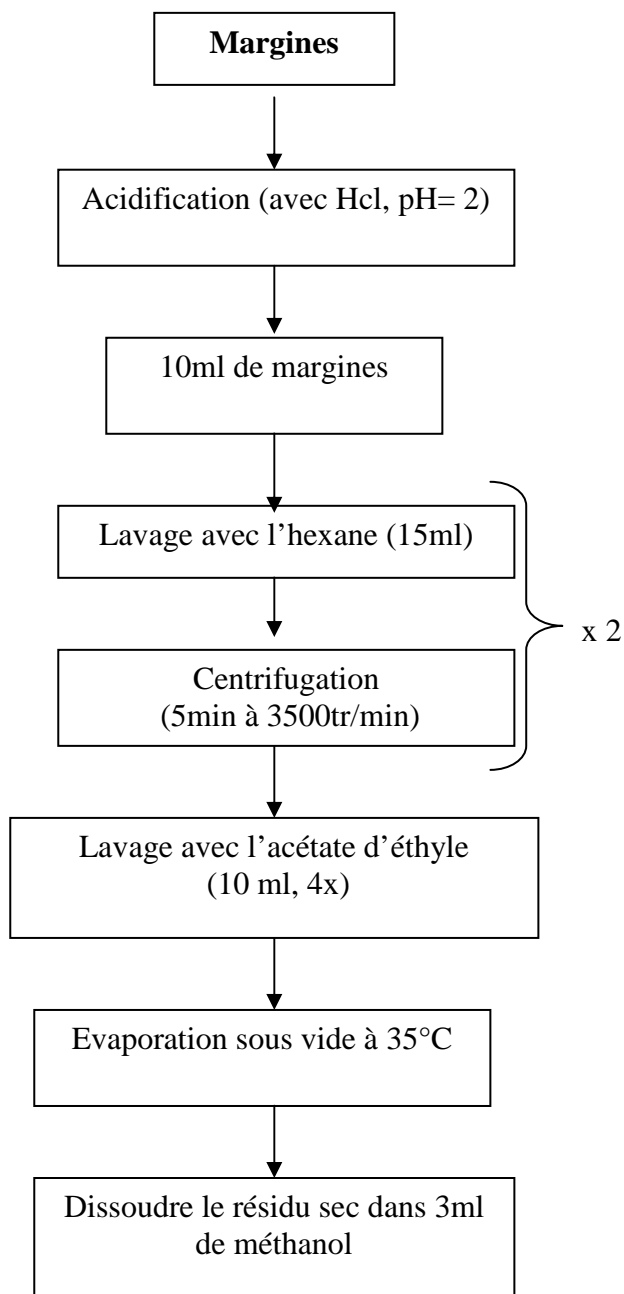 Margines
Acidification (avec Hcl, pH= 2)
10ml de margines
Lavage avec l’hexane (15ml)
Centrifugation
(5min à 3500tr/min)
x 2
Lavage avec l’acétate d’éthyle
(10 ml, 4x)
Evaporation sous vide à 35°C
Dissoudre le résidu sec dans 3ml
de méthanol